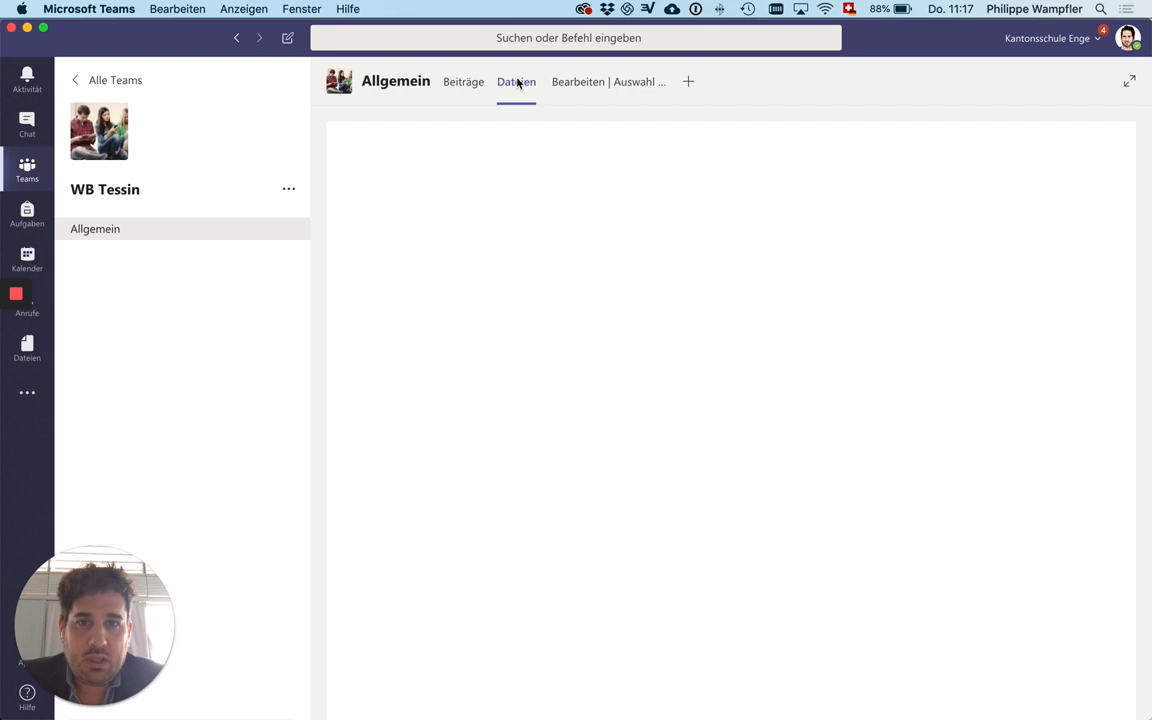 Microsoft Teams Bearbeiten Anzeigen Fenster Hilfe 88% Do. 11:17 Philippe Wampfler
Suchen oder Befehl eingeben Kantonsschule Enge 4
Aktivität
Chat
Teams
Aufgaben
Kalender
Anrufe
Dateien
Hilfe
Alle Teams
WB Tessin
Allgemein
Allgemein Beiträge Dateien Bearbeiten | Auswahl ...